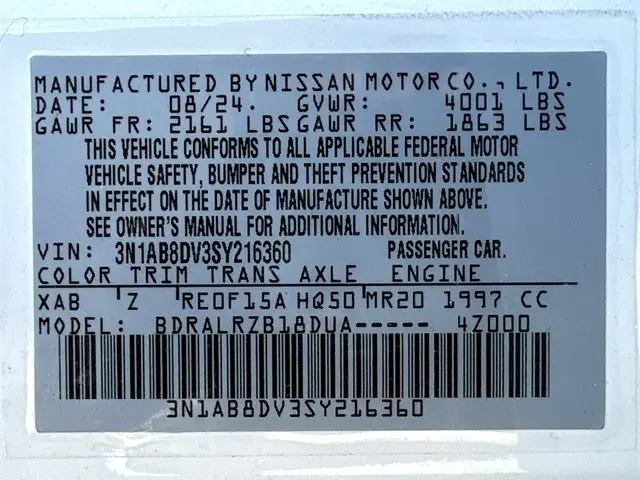 MANUFACTURED BY NISSAN MOTOR CO., LTD.
DATE: 08/24. GVWR: 4001 LBS
GAWR FR: 2161 LBS GAWR RR: 1863 LBS
THIS VEHICLE CONFORMS TO ALL APPLICABLE FEDERAL MOTOR
VEHICLE SAFETY, BUMPER AND THEFT PREVENTION STANDARDS
IN EFFECT ON THE DATE OF MANUFACTURE SHOWN ABOVE.
SEE OWNER'S MANUAL FOR ADDITIONAL INFORMATION.
VIN: 3N1AB8DV3SY216360 PASSENGER CAR.
COLOR TRIM TRANS AXLE ENGINE
XAB Z RE0F15A HQ50 MR20 1997 CC
MODEL: BDRALRZB18DUA----- 4Z000
3N1AB8DV3SY216360